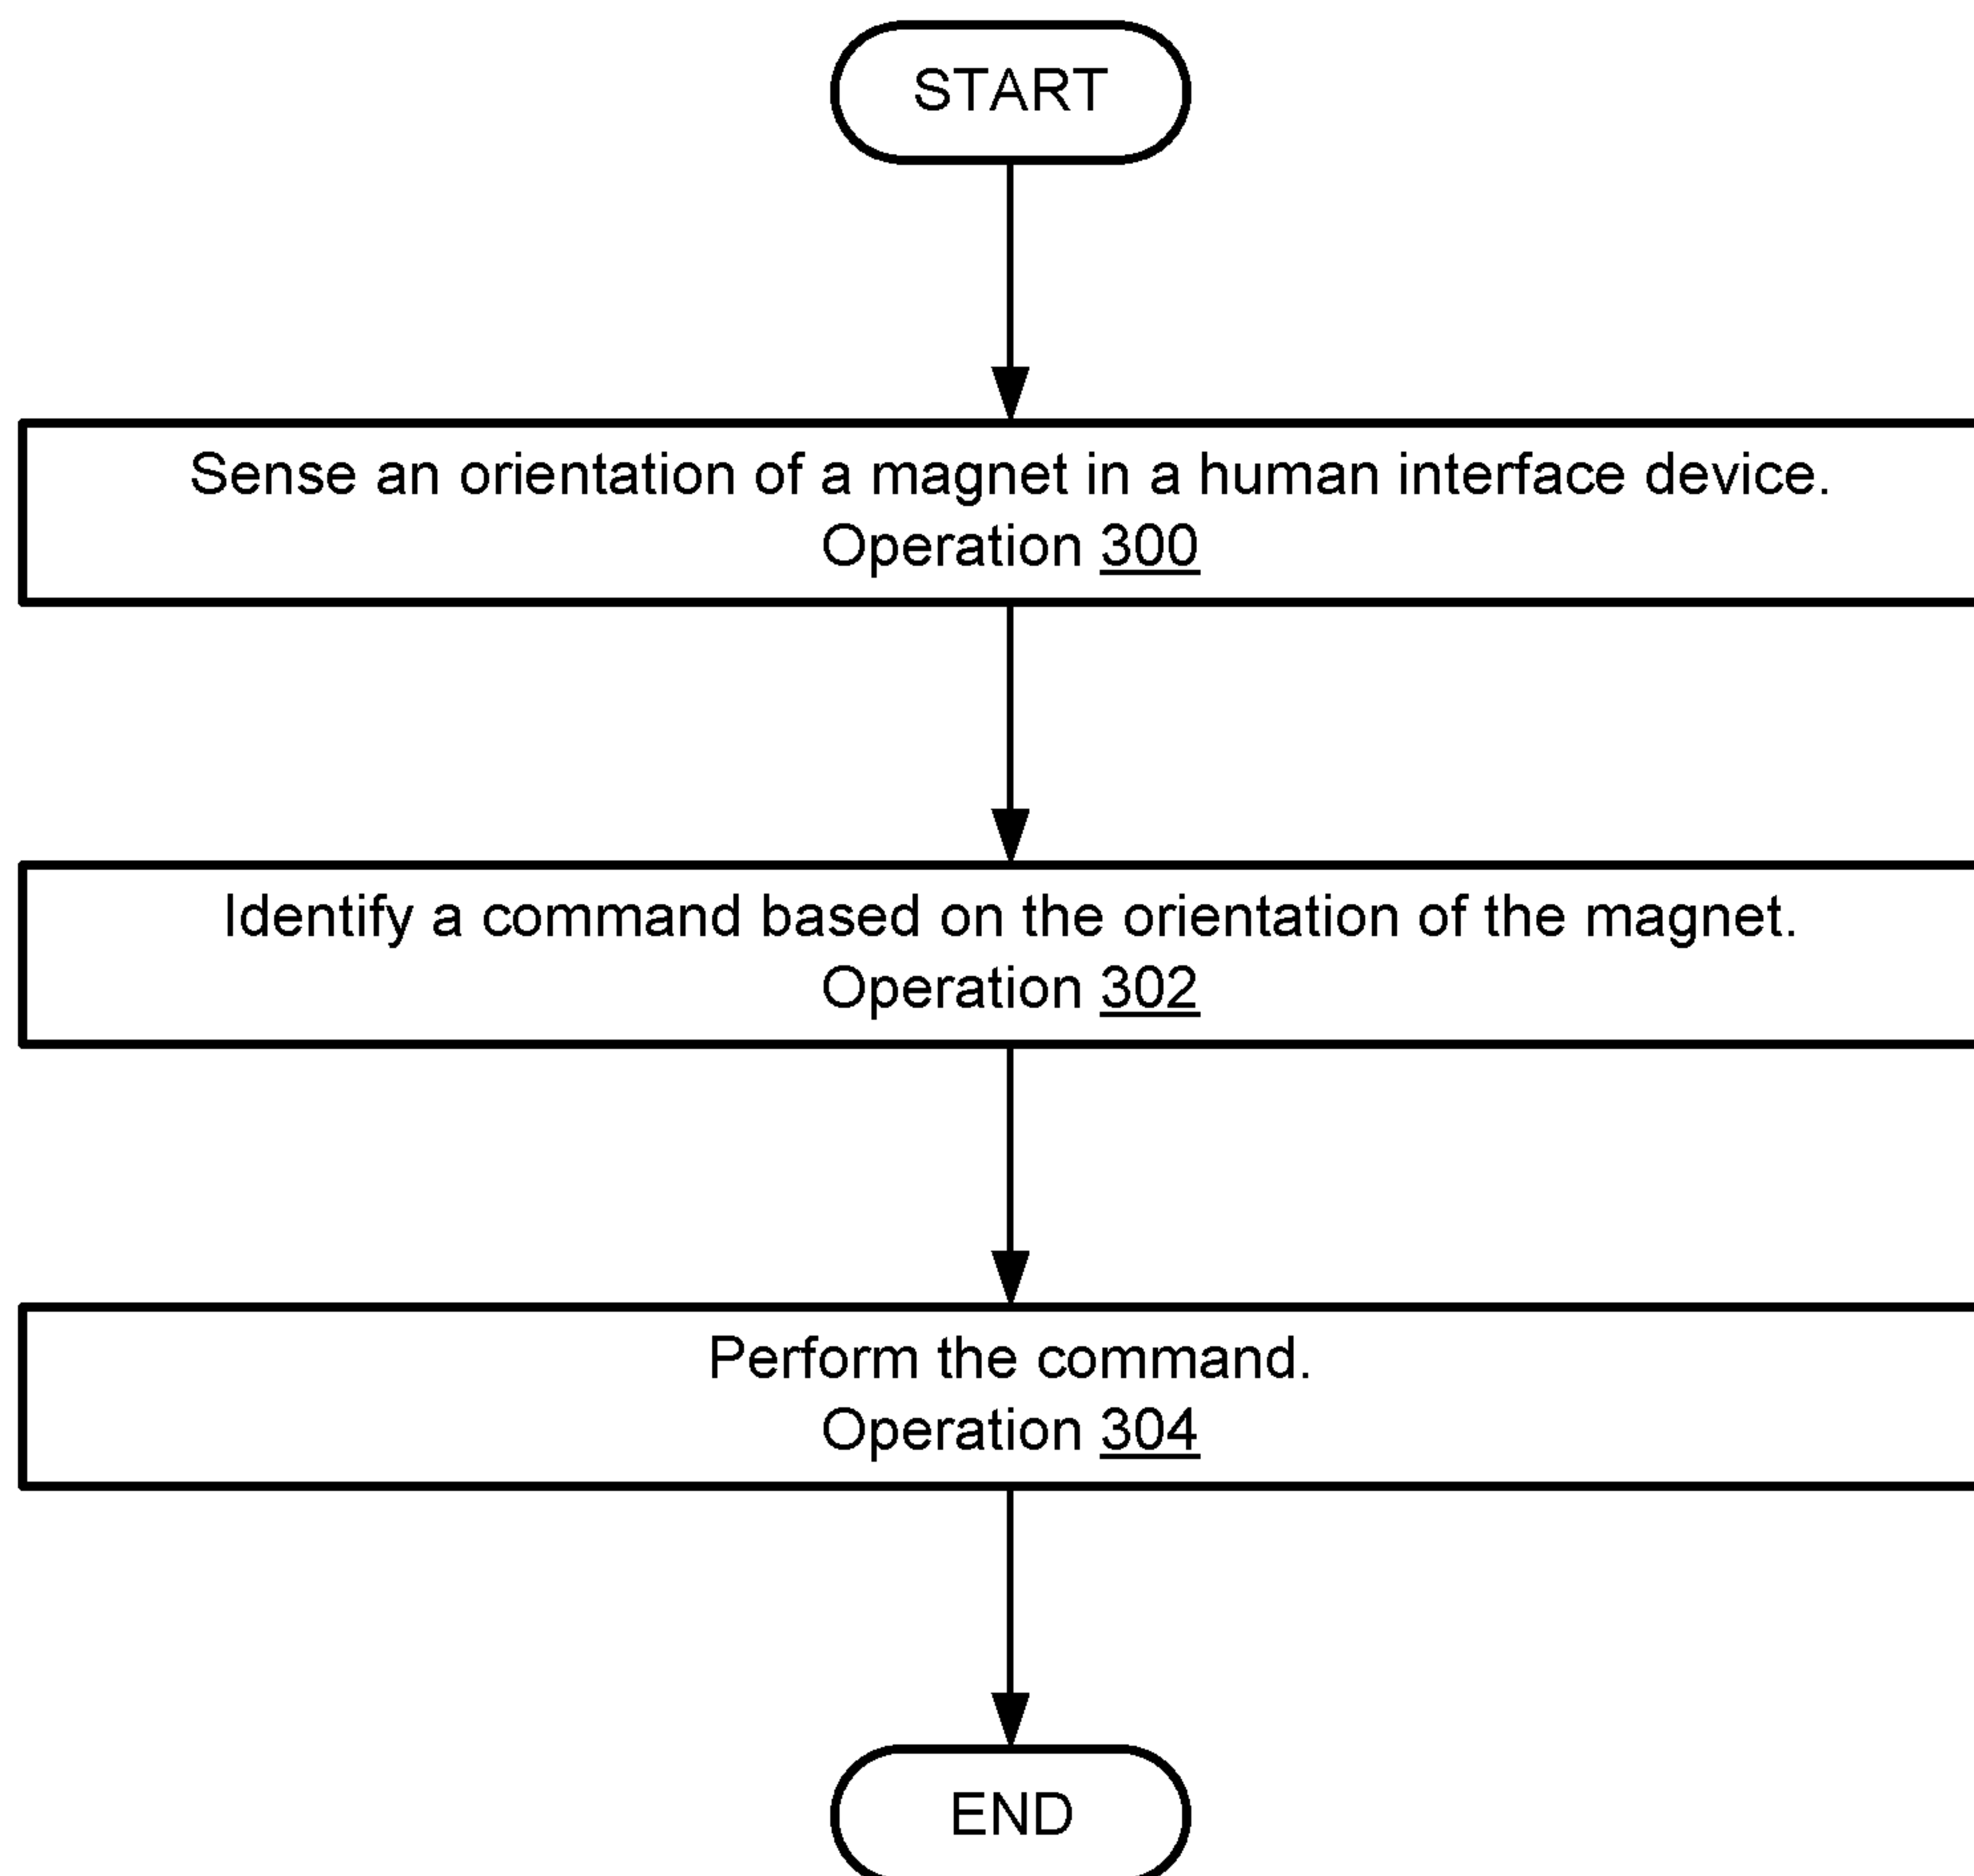 START
Sense an orientation of a magnet in a human interface device.
Operation 300
Identify a command based on the orientation of the magnet.
Operation 302
Perform the command.
Operation 304
END